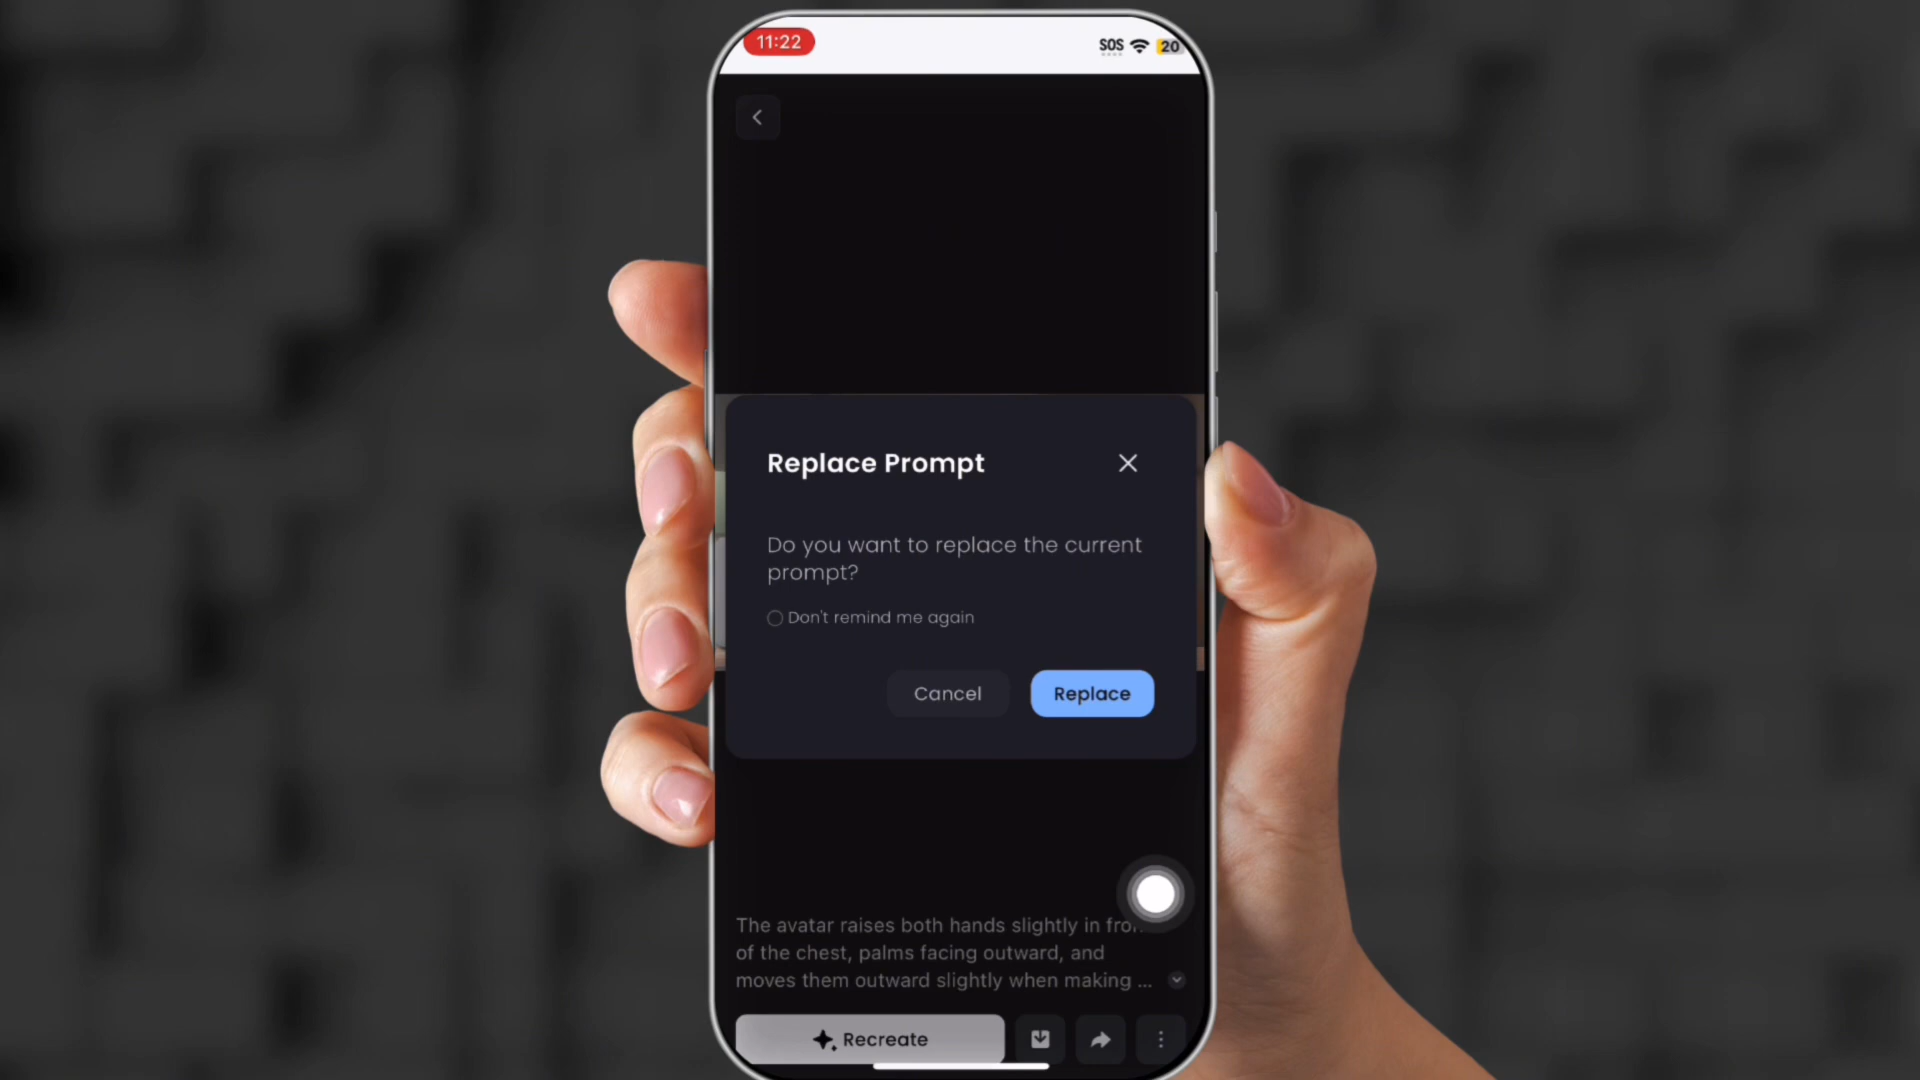 11:22
SOS
20
Replace Prompt
Do you want to replace the current
prompt?
Don't remind me again
Cancel
Replace
The avatar raises both hands slightly in
of the chest, palms facing outward, and
moves them outward slightly when making ...
Recreate